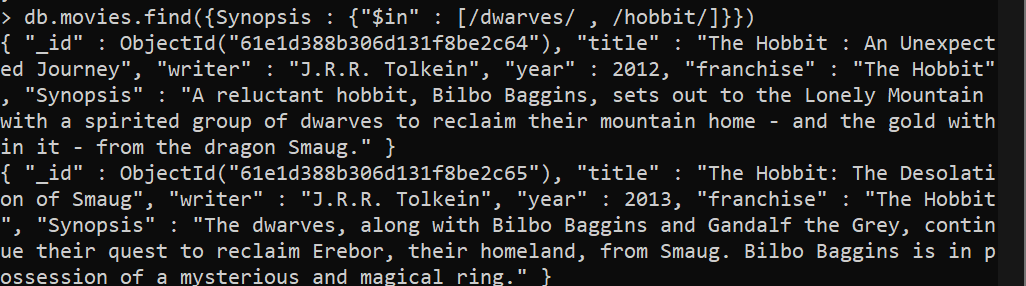 > db.movies.find({Synopsis : {"$in" : [/dwarves/ , /hobbit/]}})
{ "_id" : ObjectId("61e1d388b306d131f8be2c64"), "title" : "The Hobbit : An Unexpect
ed Journey", "writer" : "J.R.R. Tolkein", "year" : 2012, "franchise" : "The Hobbit"
, "Synopsis" : "A reluctant hobbit, Bilbo Baggins, sets out to the Lonely Mountain
with a spirited group of dwarves to reclaim their mountain home - and the gold with
in it - from the dragon Smaug." }
{ "_id" : ObjectId("61e1d388b306d131f8be2c65"), "title" : "The Hobbit: The Desolati
on of Smaug", "writer" : "J.R.R. Tolkein", "year" : 2013, "franchise" : "The Hobbit
", "Synopsis" : "The dwarves, along with Bilbo Baggins and Gandalf the Grey, contin
ue their quest to reclaim Erebor, their homeland, from Smaug. Bilbo Baggins is in p
ossession of a mysterious and magical ring." }